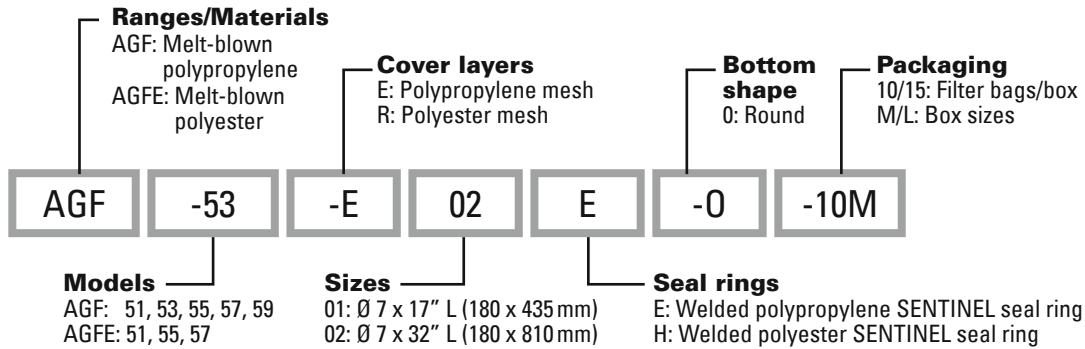 Ranges/Materials
AGF: Melt-blown
polypropylene
AGFE: Melt-blown
polyester
Cover layers
E: Polypropylene mesh
R: Polyester mesh
Bottom
shape
0: Round
Packaging
10/15: Filter bags/box
M/L: Box sizes
AGF -53 -E 02 E -O -10M
Models
AGF: 51, 53, 55, 57, 59
AGFE: 51, 55, 57
Sizes
01: Ø 7 x 17” L (180 x 435 mm)
02: Ø 7 x 32” L (180 x 810 mm)
Seal rings
E: Welded polypropylene SENTINEL seal ring
H: Welded polyester SENTINEL seal ring